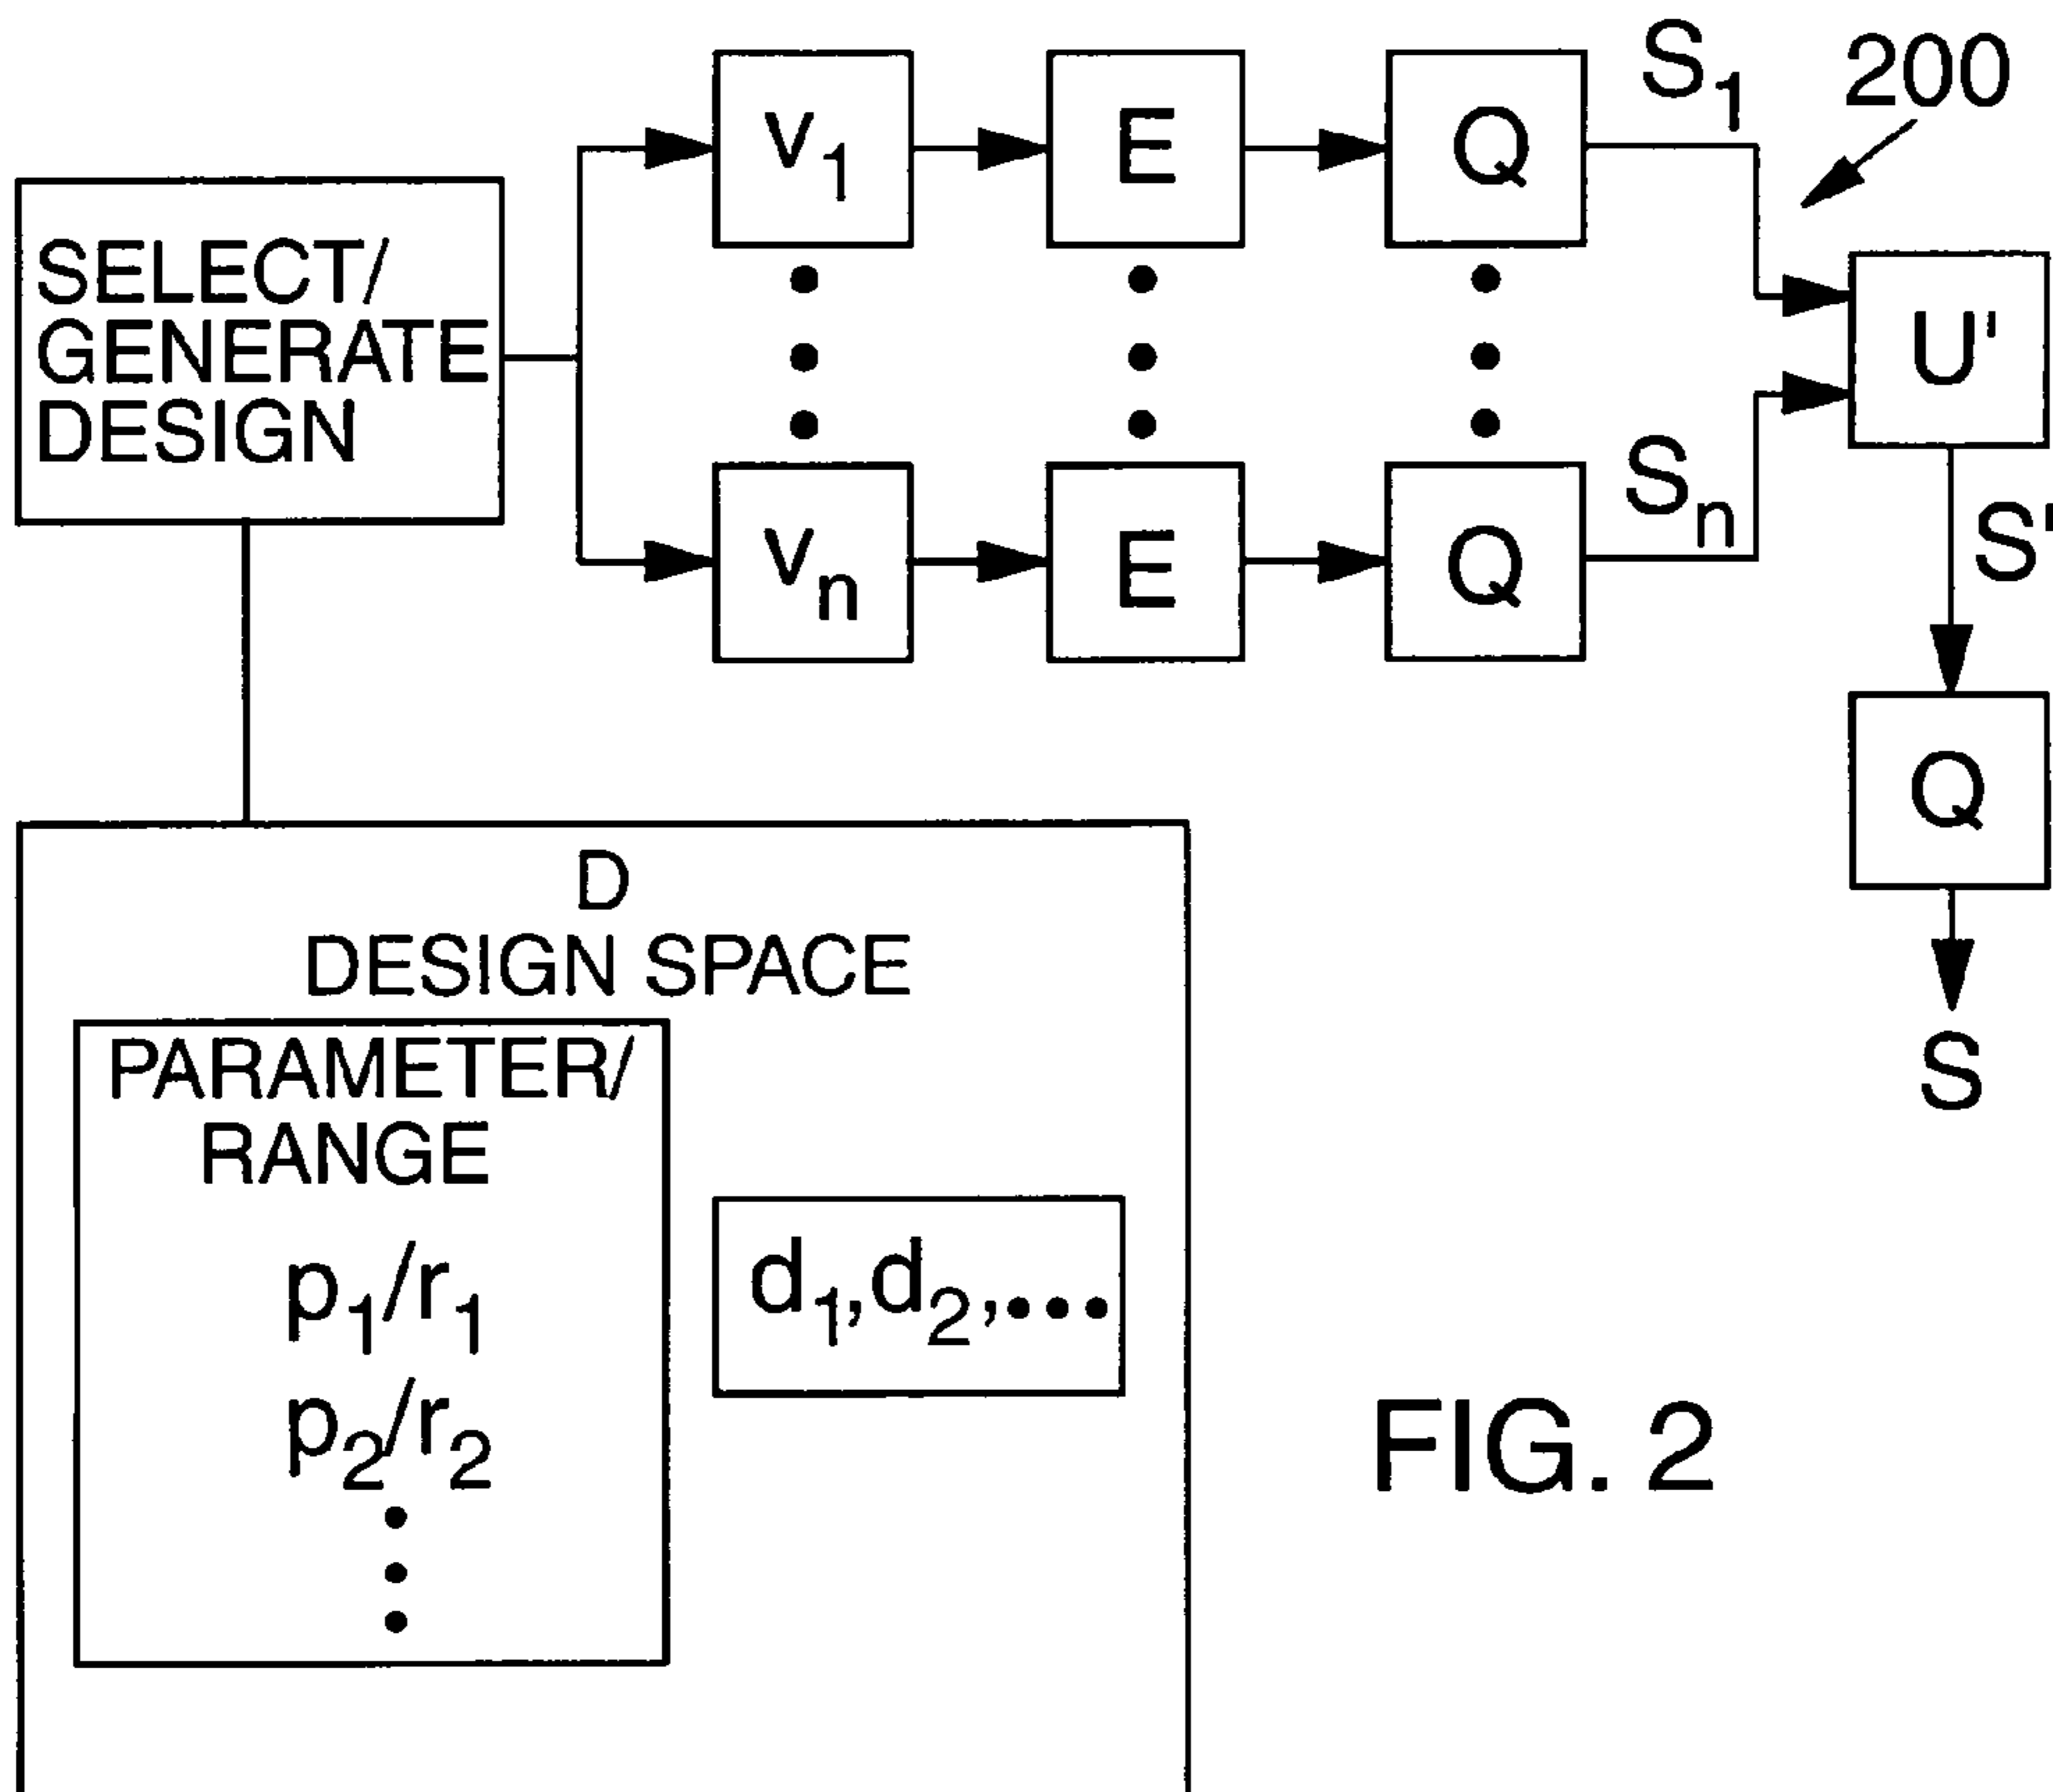 S₁
200
v₁
E
Q
SELECT/
GENERATE
DESIGN
U'
vₙ
E
Q
Sₙ
S'
Q
S
D
DESIGN SPACE
PARAMETER/
RANGE
p₁/r₁
p₂/r₂
d₁,d₂,•••
FIG. 2